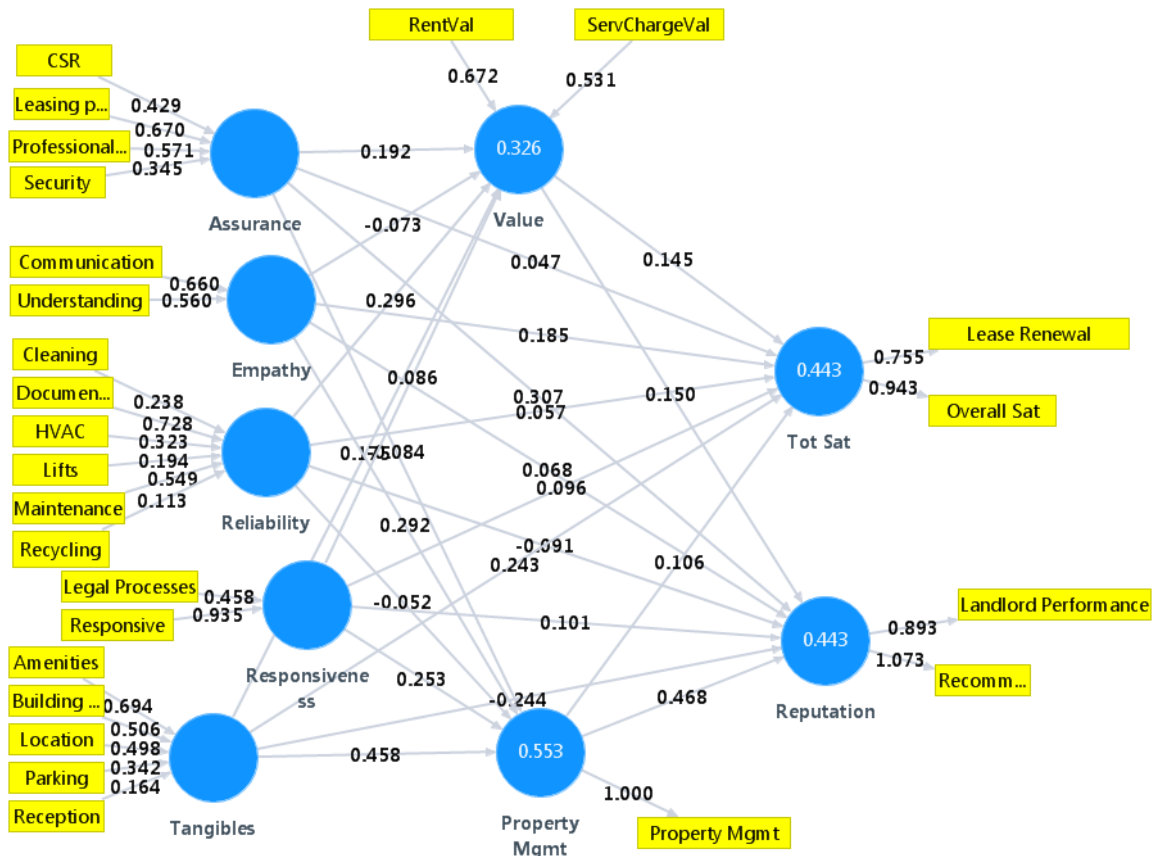 RentVal
ServChargeVal
0.672
0.531
CSR
Leasing p...
Professional...
Security
0.429
0.670
0.571
0.345
Assurance
0.192
0.326
Value
-0.073
0.047
0.145
Communication
Understanding
0.660
0.560
Empathy
0.296
0.185
0.086
0.307
0.057
0.150
0.443
Tot Sat
0.755
0.943
Lease Renewal
Overall Sat
Cleaning
Documen...
HVAC
Lifts
Maintenance
Recycling
0.238
0.728
0.323
0.194
0.549
0.113
Reliability
0.084
0.068
0.096
0.292
-0.091
0.243
0.106
Legal Processes
Responsive
0.458
0.935
Responsivene
ss
-0.052
0.101
0.253
-0.244
0.468
0.443
Reputation
0.893
1.073
Landlord Performance
Recomm...
Amenities
Building ...
Location
Parking
Reception
0.694
0.506
0.498
0.342
0.164
Tangibles
0.458
0.553
Property
Mgmt
1.000
Property Mgmt